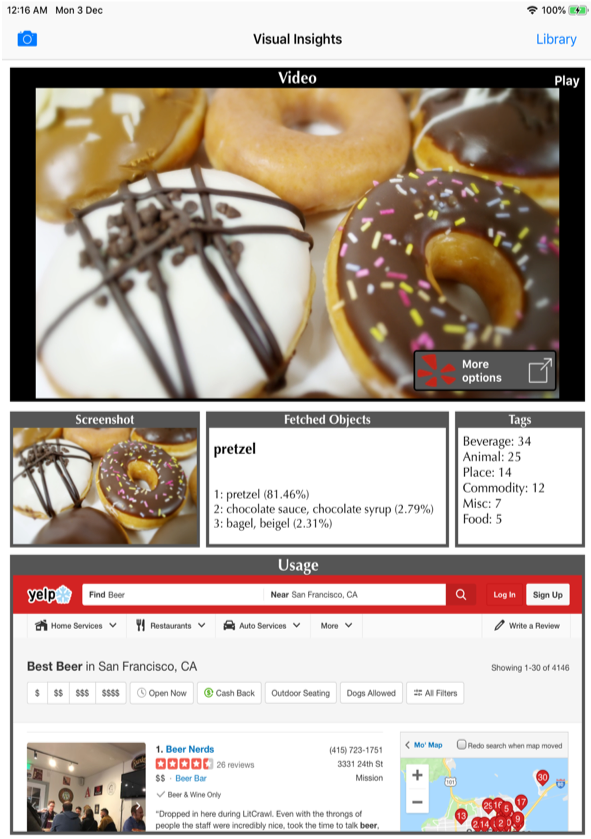 12:16 AM Mon 3 Dec 100%
Visual Insights Library
Video
Play
More
options
Screenshot
Fetched Objects
pretzel
1: pretzel (81.46%)
2: chocolate sauce, chocolate syrup (2.79%)
3: bagel, beigel (2.31%)
Tags
Beverage: 34
Animal: 25
Place: 14
Commodity: 12
Misc: 7
Food: 5
Usage
yelp Find Beer Near San Francisco, CA Log In Sign Up
Home Services Restaurants Auto Services More Write a Review
Best Beer in San Francisco, CA Showing 1-30 of 4146
$ $$ $$$ $$$$ Open Now $ Cash Back Outdoor Seating Dogs Allowed All Filters
1. Beer Nerds (415) 723-1751
26 reviews 3331 24th St
$$ · Beer Bar Mission
Beer & Wine Only
"Dropped in here during LitCrawl. Even with the throngs of
people the staff were incredibly nice, took the time to talk beer,
< Mo' Map Redo search when map moved
+
−
101
30
17
13
5
9